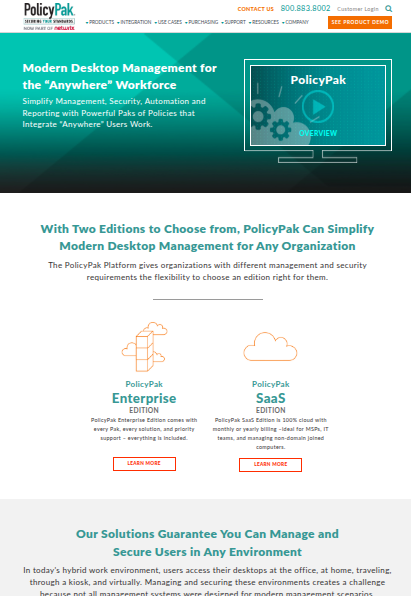 PolicyPak
SECURING YOUR STANDARDS
NOW PART OF netwrix
CONTACT US 800.883.8002 Customer Login
PRODUCTS INTEGRATION USE CASES PURCHASING SUPPORT RESOURCES COMPANY
SEE PRODUCT DEMO
Modern Desktop Management for
the “Anywhere” Workforce
Simplify Management, Security, Automation and
Reporting with Powerful Paks of Policies that
Integrate “Anywhere” Users Work.
PolicyPak
OVERVIEW
With Two Editions to Choose from, PolicyPak Can Simplify
Modern Desktop Management for Any Organization
The PolicyPak Platform gives organizations with different management and security
requirements the flexibility to choose an edition right for them.
PolicyPak
Enterprise
EDITION
PolicyPak Enterprise Edition comes with
every Pak, every solution, and priority
support – everything is included.
LEARN MORE
PolicyPak
SaaS
EDITION
PolicyPak SaaS Edition is 100% cloud with
monthly or yearly billing –ideal for MSPs, IT
teams, and managing non-domain joined
computers.
LEARN MORE
Our Solutions Guarantee You Can Manage and
Secure Users in Any Environment
In today's hybrid work environment, users access their desktops at the office, at home, traveling,
through a kiosk, and virtually. Managing and securing these environments creates a challenge
because not all management systems were designed for modern management scenarios.